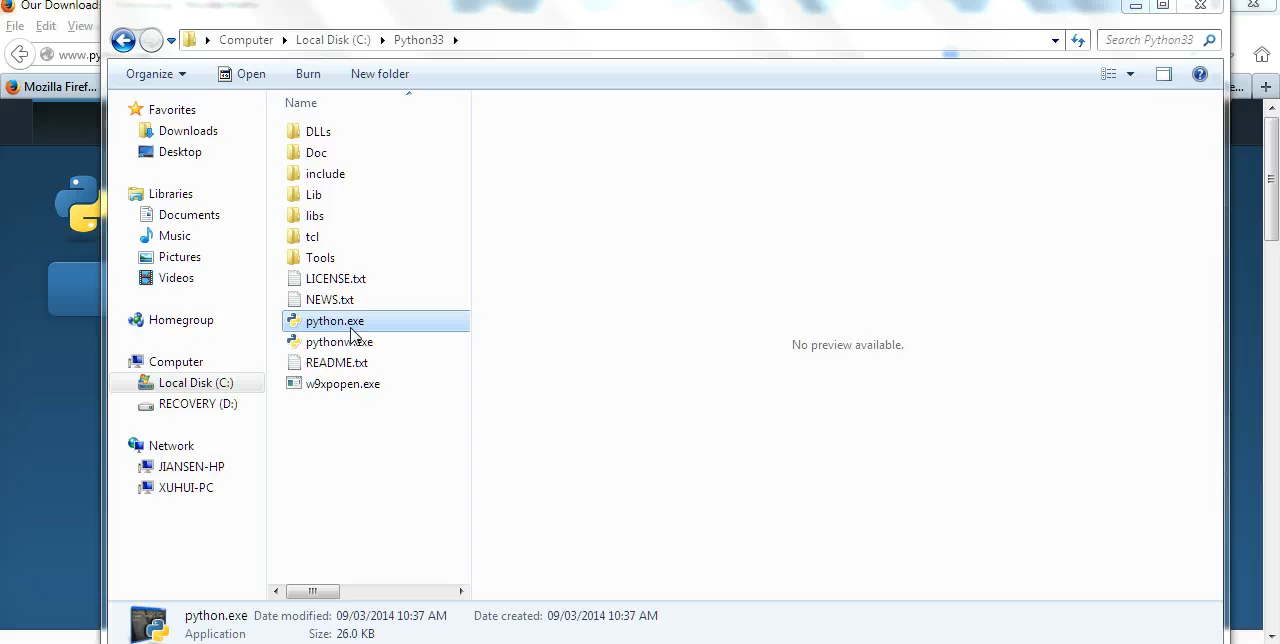 Our Download
File Edit View
www.py
Mozilla Firef...
e...
Computer Local Disk (C:) Python33
Search Python33
Organize Open Burn New folder
Favorites
Downloads
Desktop
Libraries
Documents
Music
Pictures
Videos
Homegroup
Computer
Local Disk (C:)
RECOVERY (D:)
Network
JIANSEN-HP
XUHUI-PC
Name
DLLs
Doc
include
Lib
libs
tcl
Tools
LICENSE.txt
NEWS.txt
python.exe
pythonw.exe
README.txt
w9xpopen.exe
No preview available.
python.exe Date modified: 09/03/2014 10:37 AM Date created: 09/03/2014 10:37 AM
Application Size: 26.0 KB